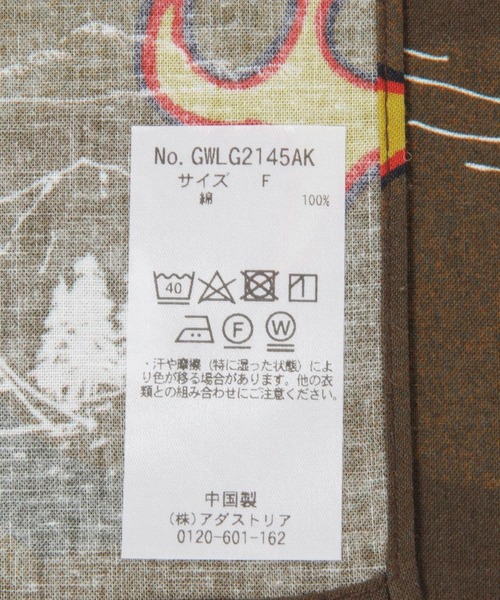 No. GWLG2145AK
サイズ F
綿 100%
40
F W
・汗や摩擦（特に湿った状態）によ
り色が移る場合があります。他の衣
類との組み合わせにご注意ください。
中国製
（株）アダストリア
0120-601-162